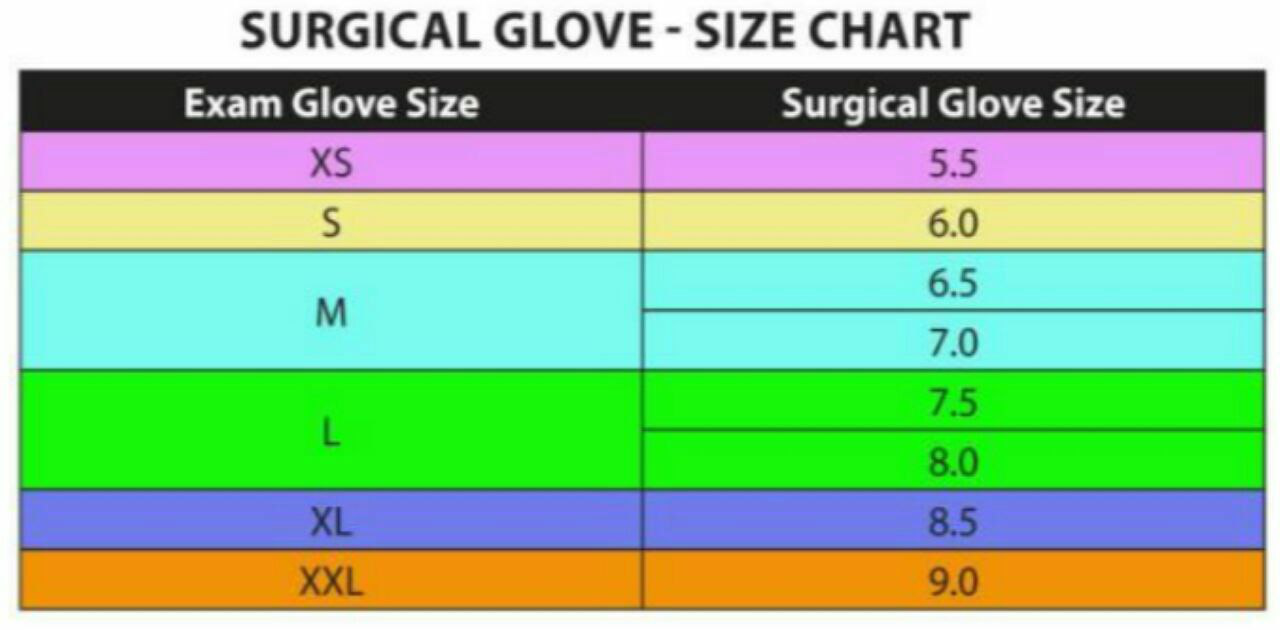 SURGICAL GLOVE - SIZE CHART
Exam Glove Size Surgical Glove Size
XS 5.5
S 6.0
M 6.5
7.0
L 7.5
8.0
XL 8.5
XXL 9.0